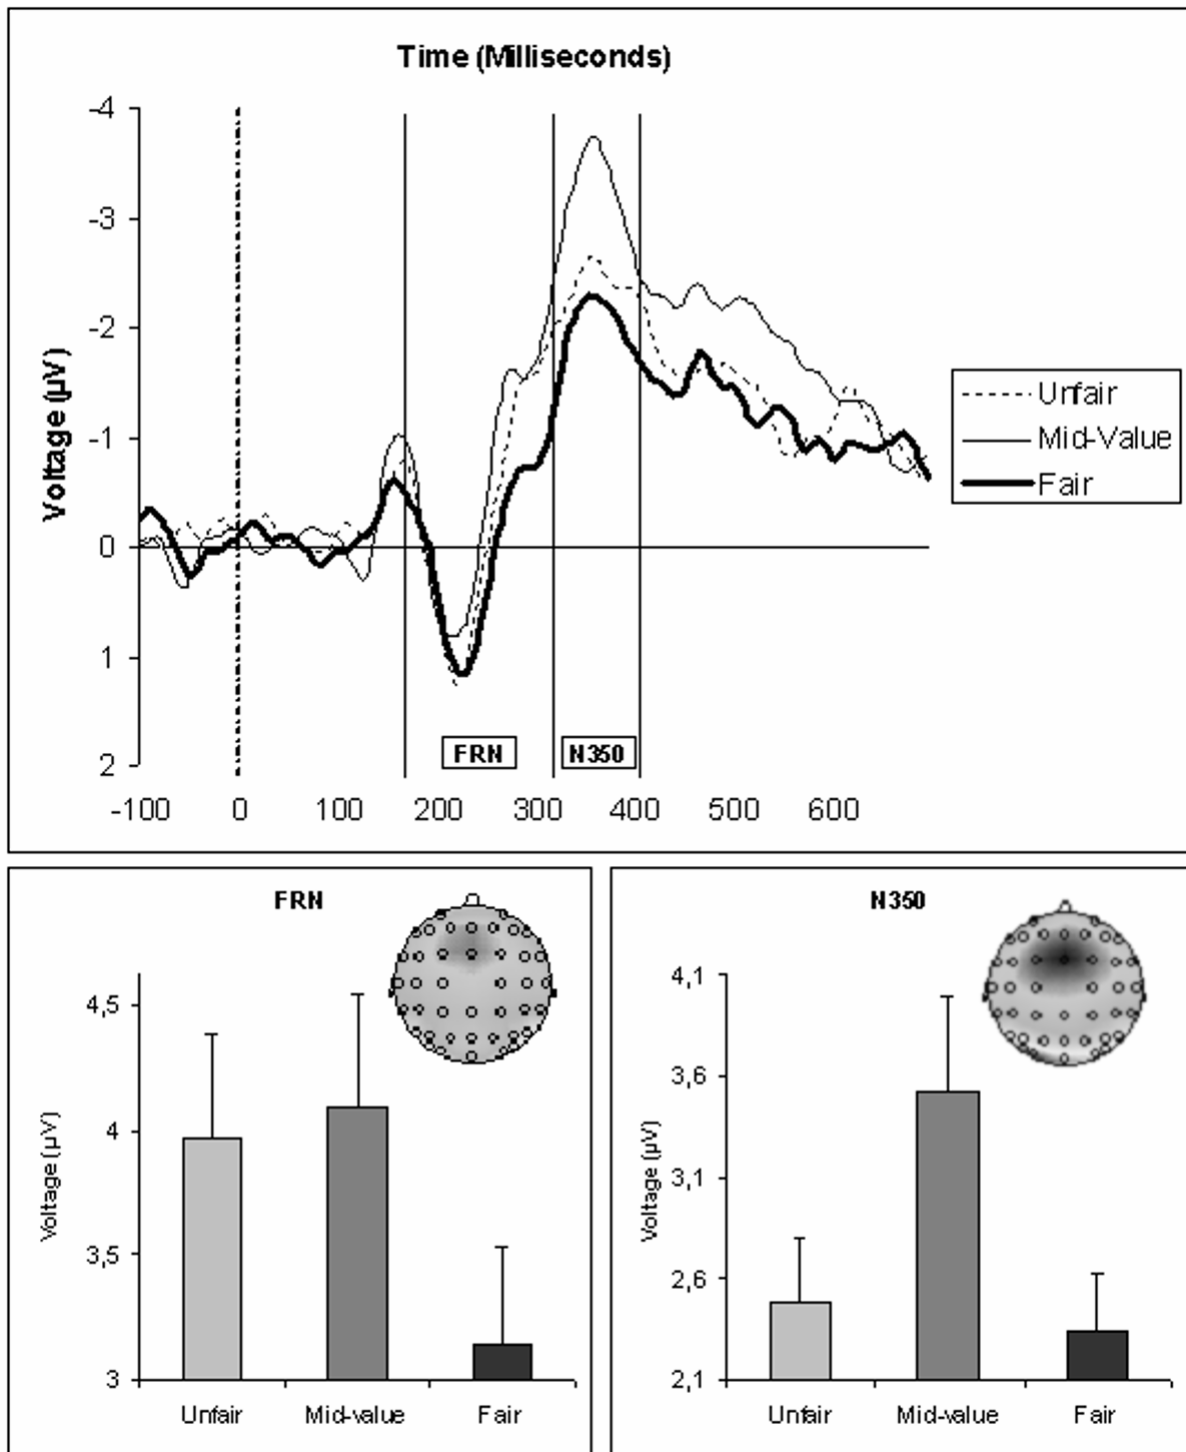 Time (Milliseconds)
-4
-3
-2
-1
0
1
2
Voltage (µV)
-100 0 100 200 300 400 500 600
FRN
N350
Unfair
Mid-Value
Fair
FRN
4,5
4
3,5
3
Voltage (µV)
Unfair Mid-value Fair
N350
4,1
3,6
3,1
2,6
2,1
Voltage (µV)
Unfair Mid-value Fair